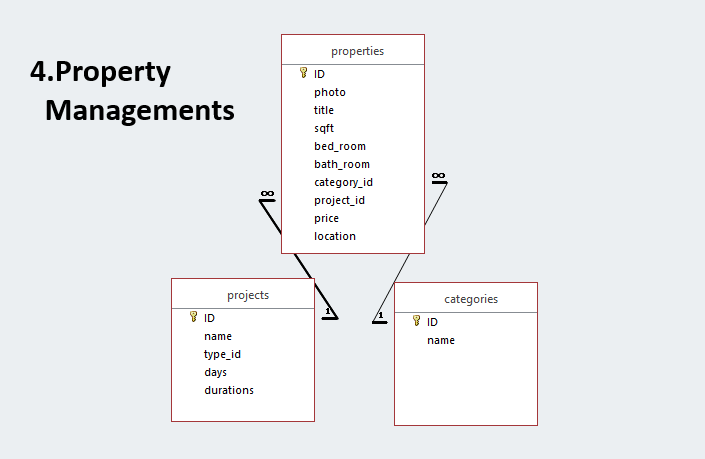 4.Property
Managements
properties
ID
photo
title
sqft
bed_room
bath_room
category_id
project_id
price
location
∞
∞
1
1
projects
ID
name
type_id
days
durations
categories
ID
name